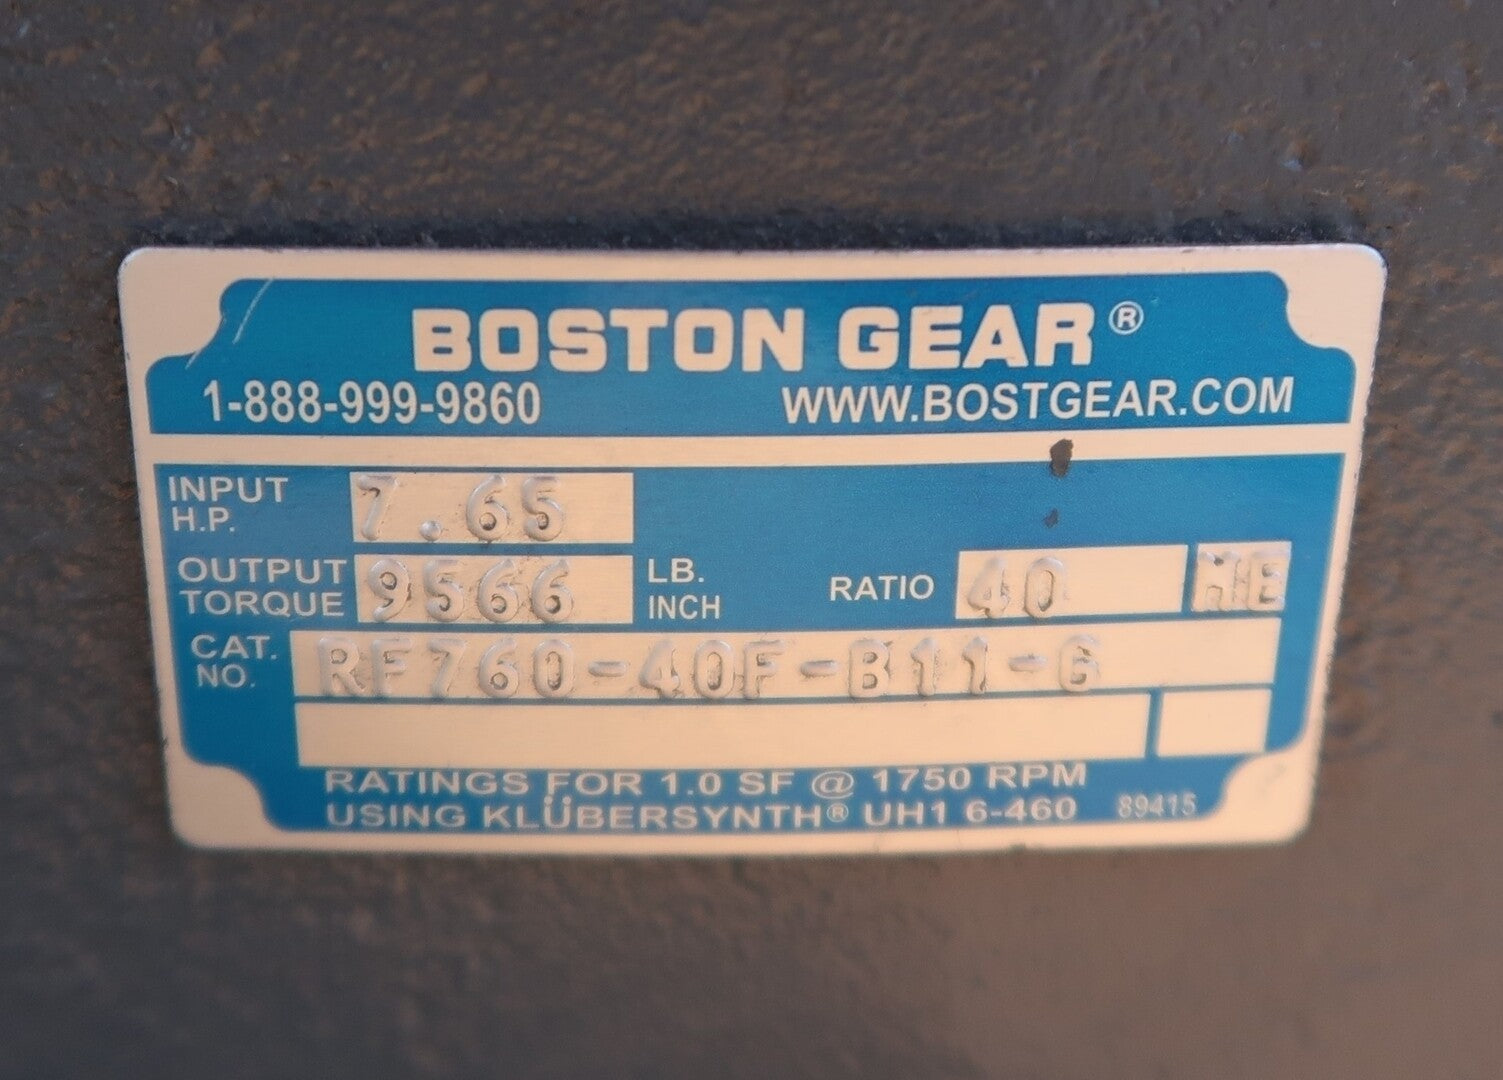 BOSTON GEAR®
1-888-999-9860 WWW.BOSTGEAR.COM
INPUT H.P. 7.65
OUTPUT TORQUE 9566 LB. INCH RATIO 40 ME
CAT. NO. RF760-40F-B11-G
RATINGS FOR 1.0 SF @ 1750 RPM
USING KLÜBERSYNTH® UH1 6-460 89415